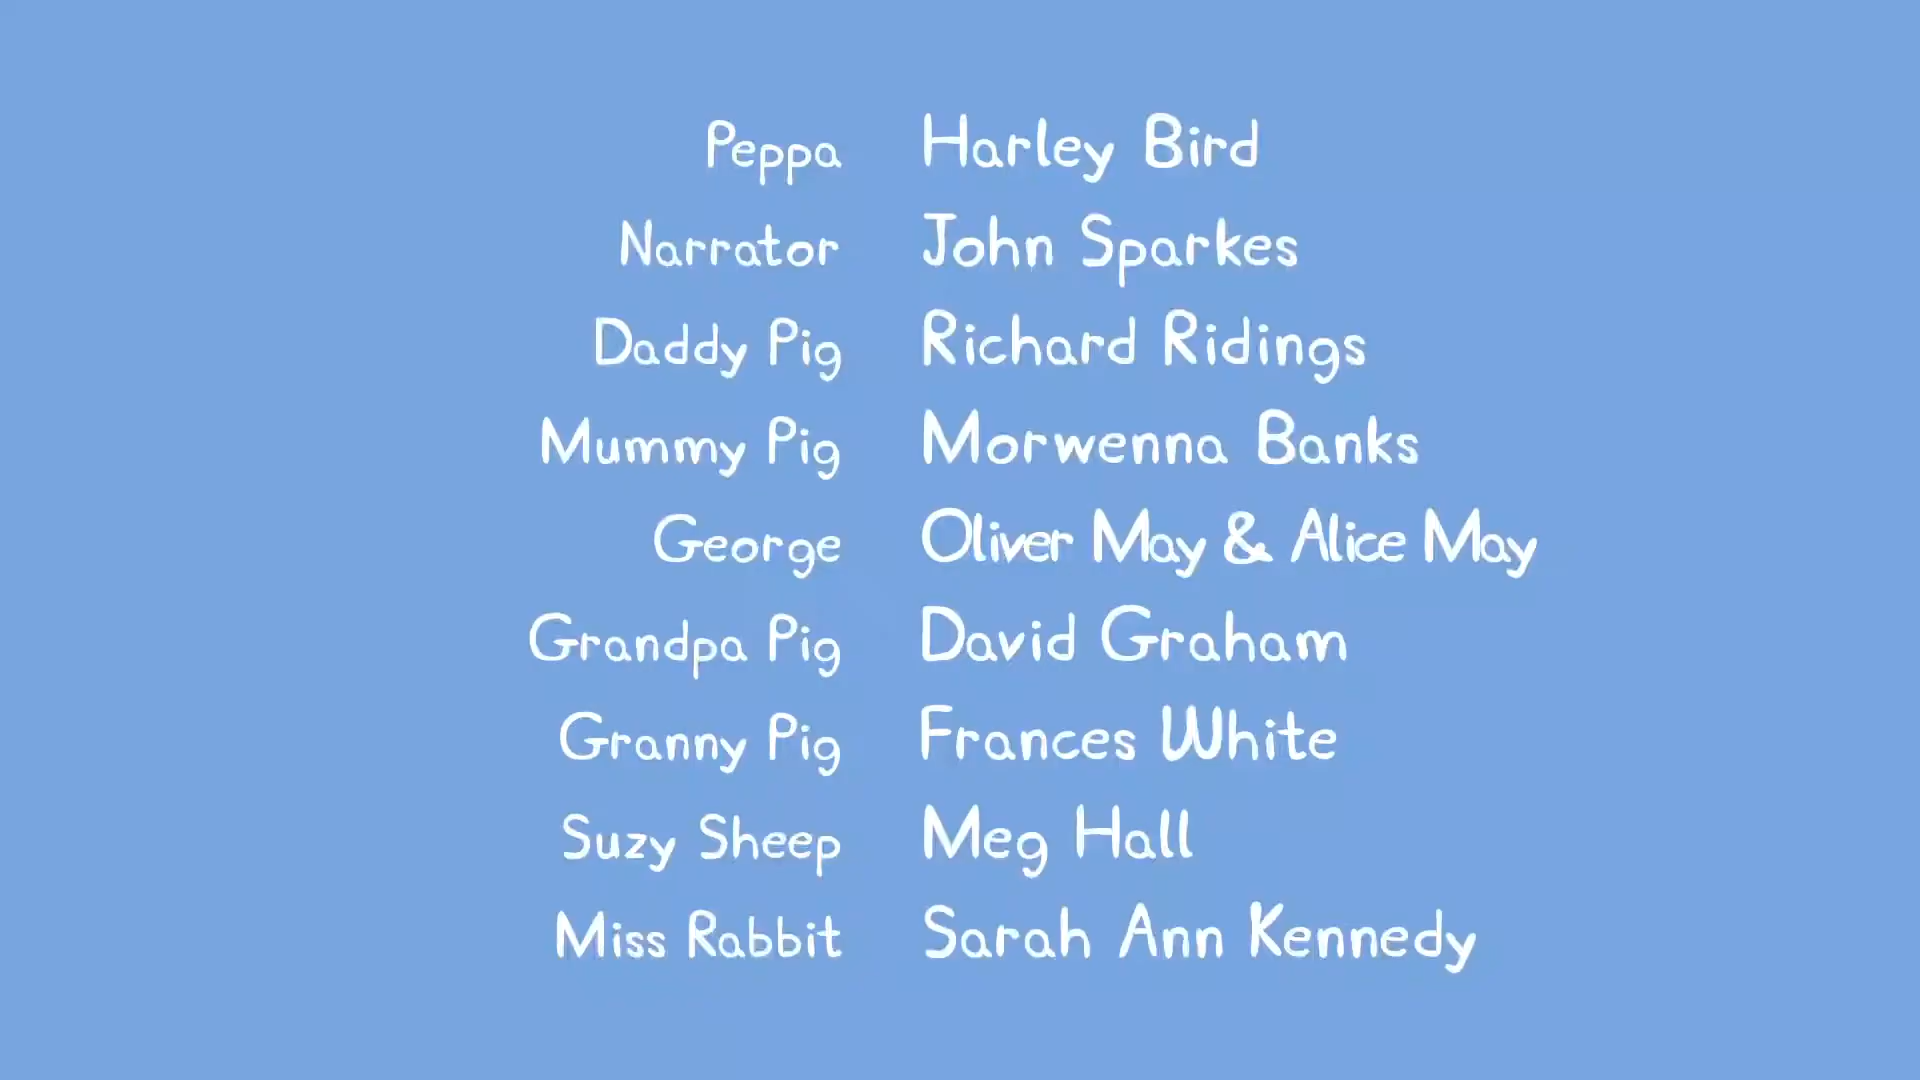 Peppa Harley Bird
Narrator John Sparkes
Daddy Pig Richard Ridings
Mummy Pig Morwenna Banks
George Oliver May & Alice May
Grandpa Pig David Graham
Granny Pig Frances White
Suzy Sheep Meg Hall
Miss Rabbit Sarah Ann Kennedy